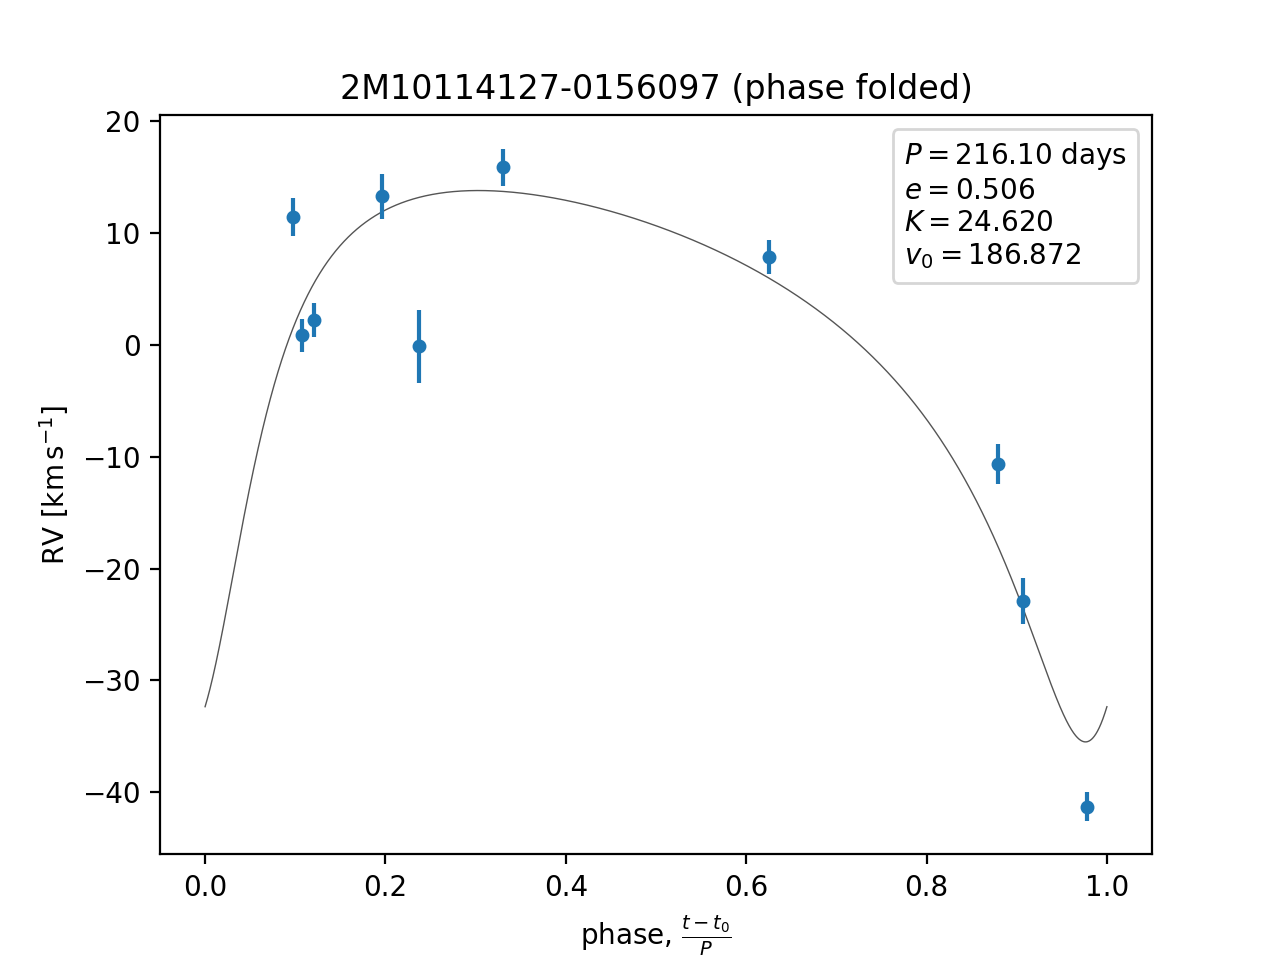 2M10114127-0156097 (phase folded)
P = 216.10 days
e = 0.506
K = 24.620
v₀ = 186.872
RV [km s⁻¹]
20
10
0
−10
−20
−30
−40
0.0 0.2 0.4 0.6 0.8 1.0
phase, (t − t₀)/P